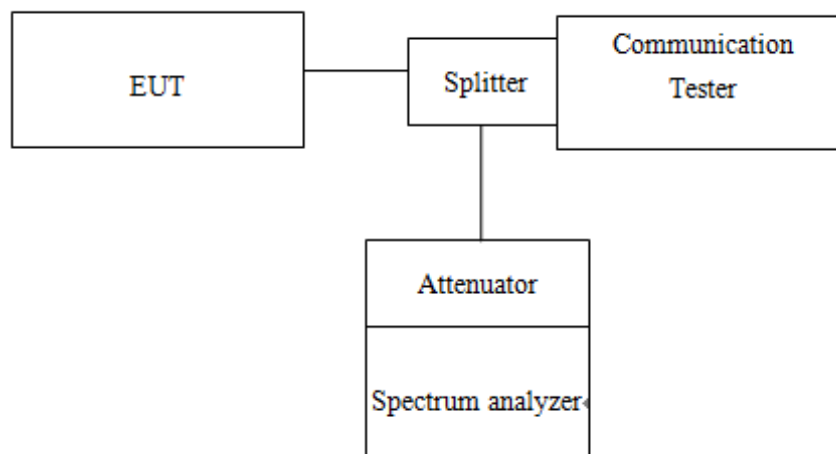 EUT
Splitter
Communication
Tester
Attenuator
Spectrum analyzer